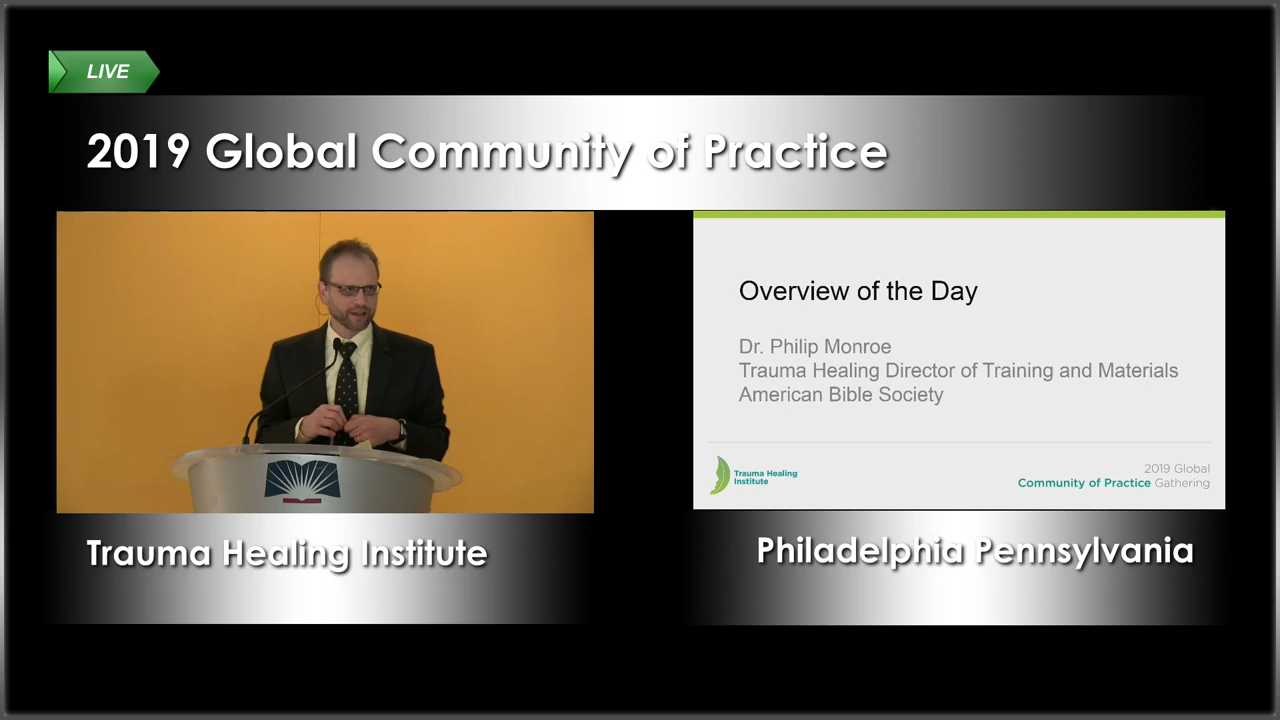 LIVE
2019 Global Community of Practice
Overview of the Day
Dr. Philip Monroe
Trauma Healing Director of Training and Materials
American Bible Society
Trauma Healing
Institute
2019 Global
Community of Practice Gathering
Trauma Healing Institute
Philadelphia Pennsylvania